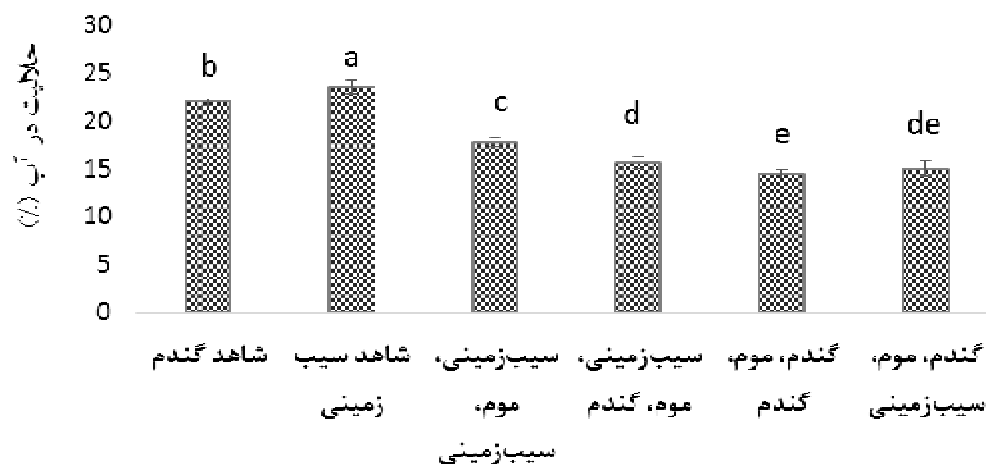 حلالیت در آب (٪)
30
25
20
15
10
5
0
b
a
c
d
e
de
شاهد گندم
شاهد سیب
زمینی
سیب‌زمینی،
موم،
سیب‌زمینی
سیب‌زمینی،
موم، گندم
گندم، موم،
گندم
گندم، موم،
سیب‌زمینی